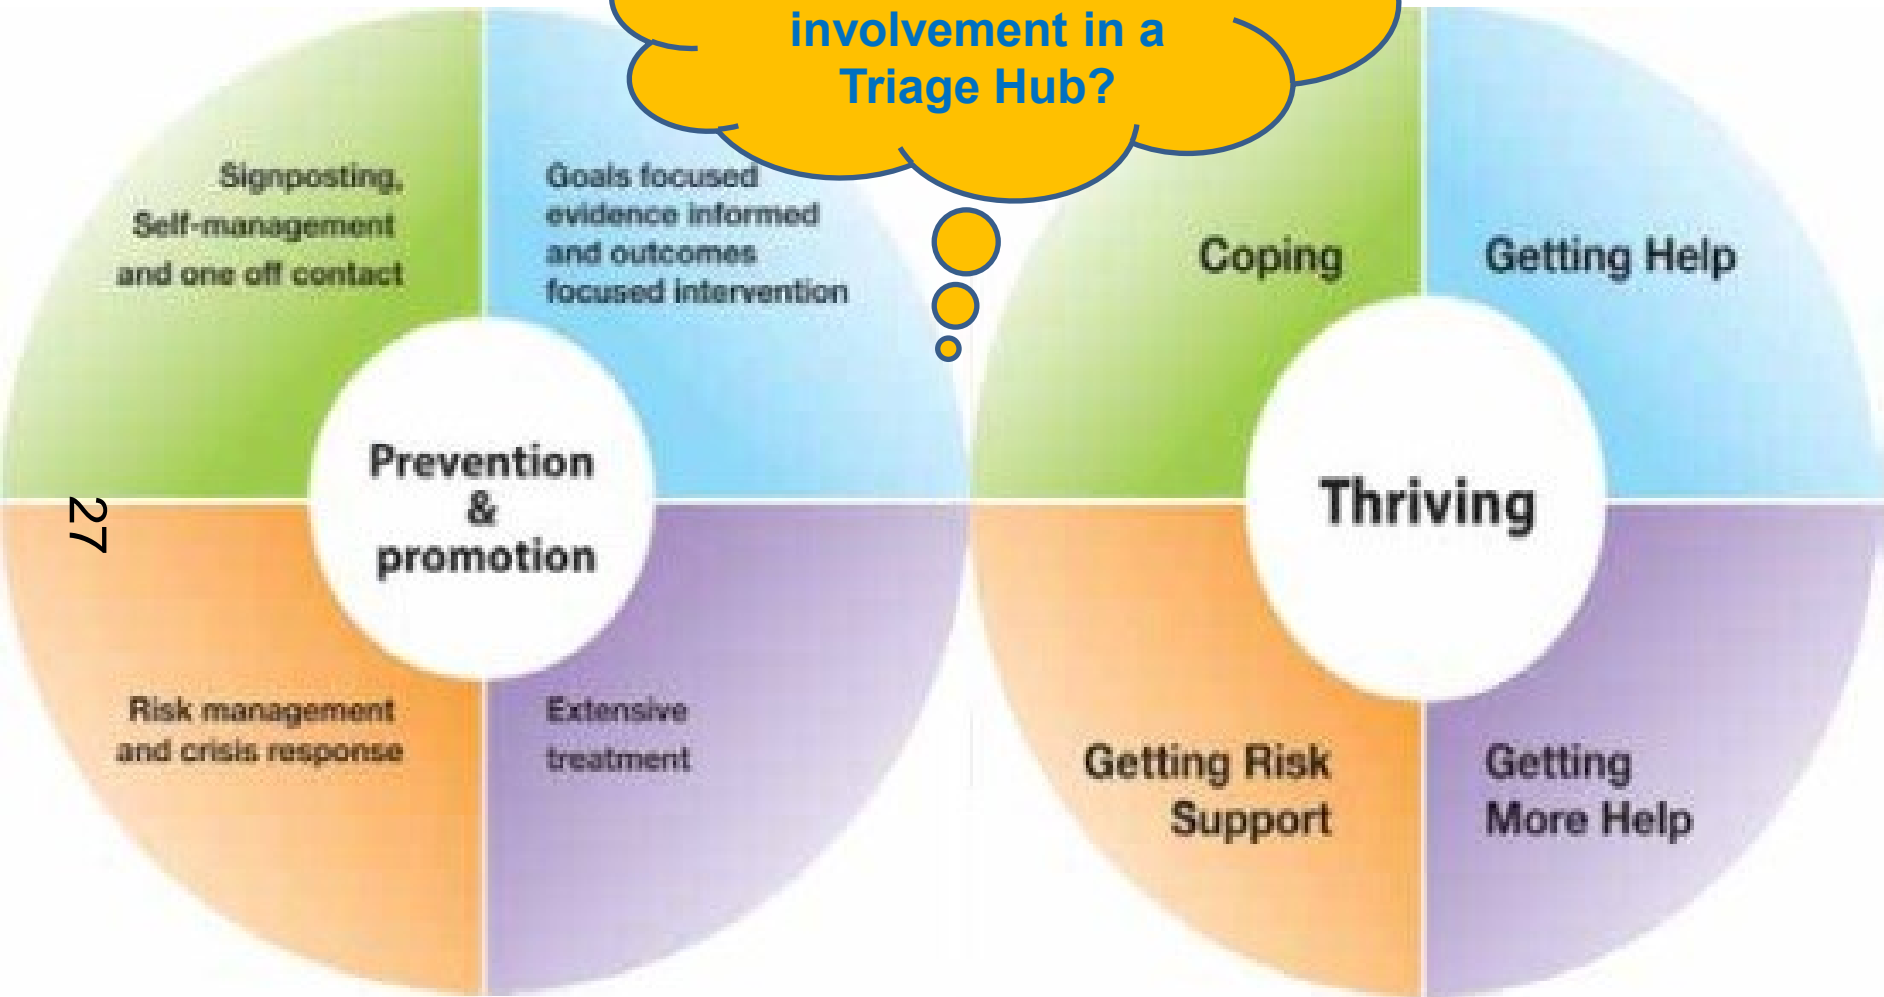 involvement in a
Triage Hub?
Signposting,
Self-management
and one off contact
Goals focused
evidence informed
and outcomes
focused intervention
Prevention
&
promotion
Risk management
and crisis response
Extensive
treatment
Coping
Getting Help
Thriving
Getting Risk
Support
Getting
More Help
27